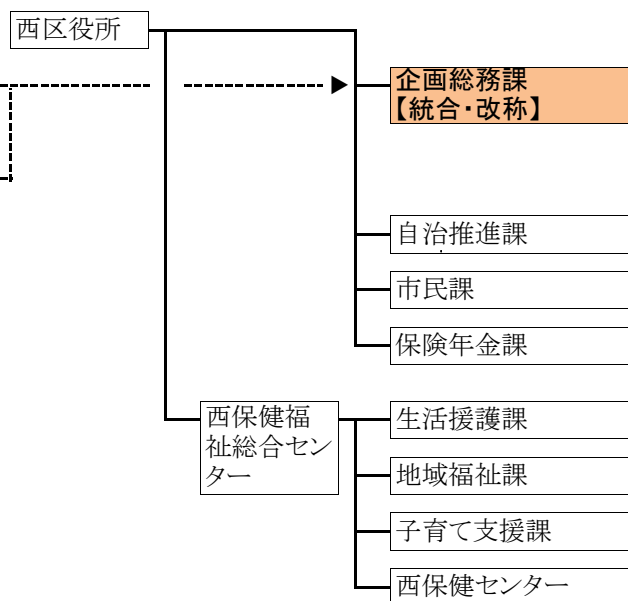 西区役所
企画総務課
【統合・改称】
自治推進課
市民課
保険年金課
西保健福
祉総合セン
ター
生活援護課
地域福祉課
子育て支援課
西保健センター